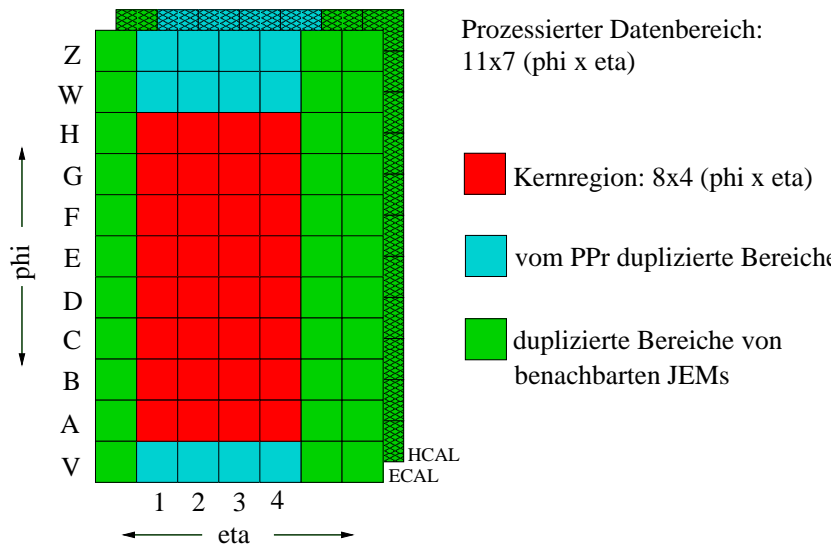 Prozessierter Datenbereich:
11x7 (phi x eta)
Z
W
H
G
F
E
D
C
B
A
V
phi
Kernregion: 8x4 (phi x eta)
vom PPr duplizierte Bereiche
duplizierte Bereiche von
benachbarten JEMs
HCAL
ECAL
1 2 3 4
eta